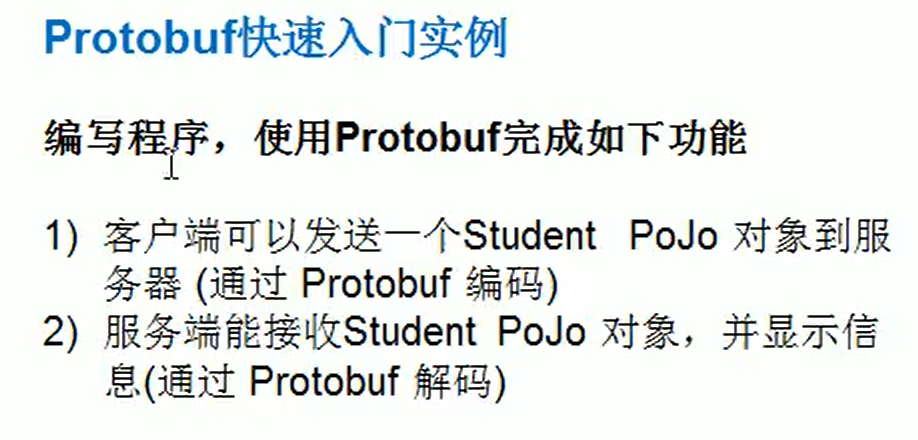 Protobuf快速入门实例
编写程序，使用Protobuf完成如下功能
1) 客户端可以发送一个Student PoJo 对象到服
务器 (通过 Protobuf 编码)
2) 服务端能接收Student PoJo 对象，并显示信
息(通过 Protobuf 解码)